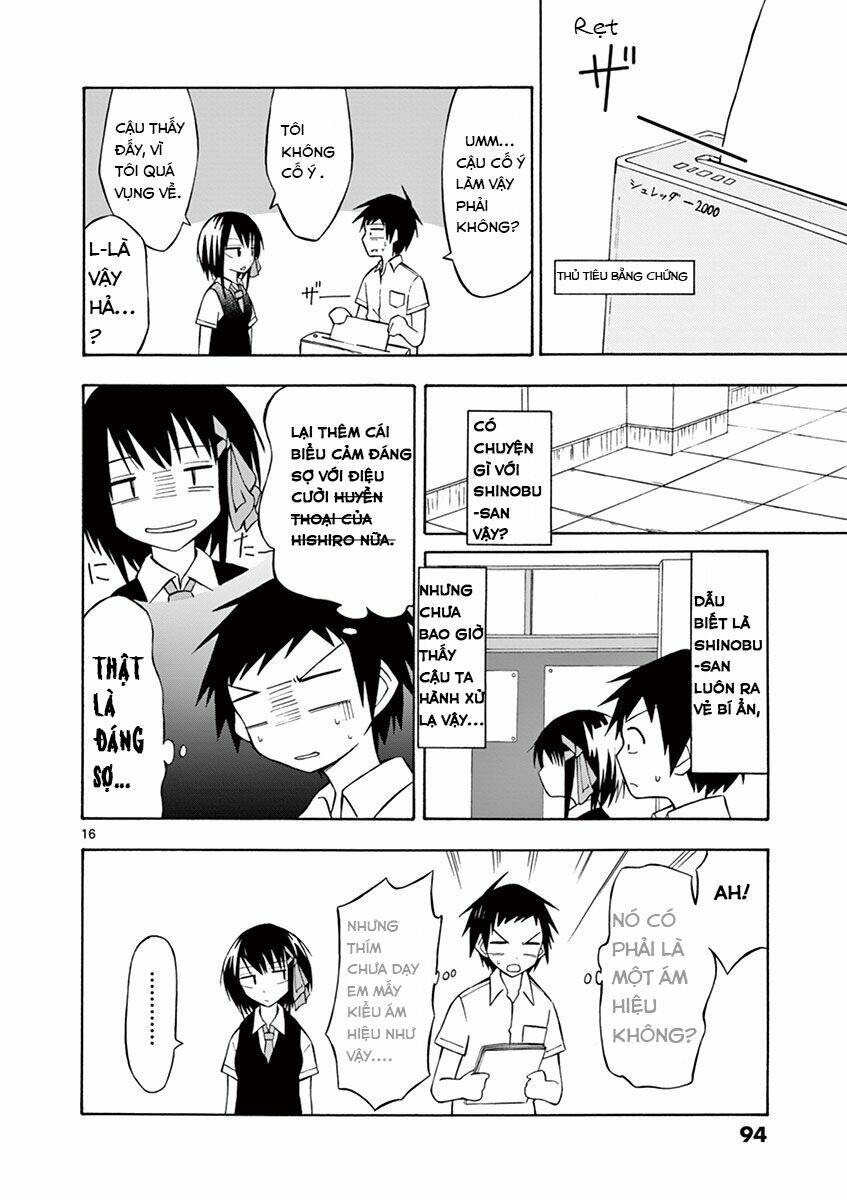 Rẹt
ザ
シュレッダー2000
THỦ TIÊU BẰNG CHỨNG
UMM...
CẬU CỐ Ý
LÀM VẬY
PHẢI
KHÔNG?
TÔI
KHÔNG
CỐ Ý.
CẬU THẤY
ĐẤY, VÌ
TÔI QUÁ
VỤNG VỀ.
L-LÀ
VẬY
HẢ...
?
ザー
CÓ
CHUYỆN
GÌ VỚI
SHINOBU
-SAN
VẬY?
DẪU
BIẾT LÀ
SHINOBU
-SAN
LUÔN RA
VẺ BÍ ẨN,
NHƯNG
CHƯA
BAO GIỜ
THẤY
CẬU TA
HÀNH XỬ
LẠ VẬY...
LẠI THÊM CÁI
BIỂU CẢM ĐÁNG
SỢ VỚI ĐIỆU
CƯỜI HUYỀN
THOẠI CỦA
HISHIRO NỮA.
にた
にた
THẬT
LÀ
ĐÁNG
SỢ...
16
AH!
NÓ CÓ
PHẢI LÀ
MỘT ÁM
HIỆU
KHÔNG?
NHƯNG
THÍM
CHƯA DẠY
EM MẤY
KIỂU ÁM
HIỆU NHƯ
VẬY....
.........
94